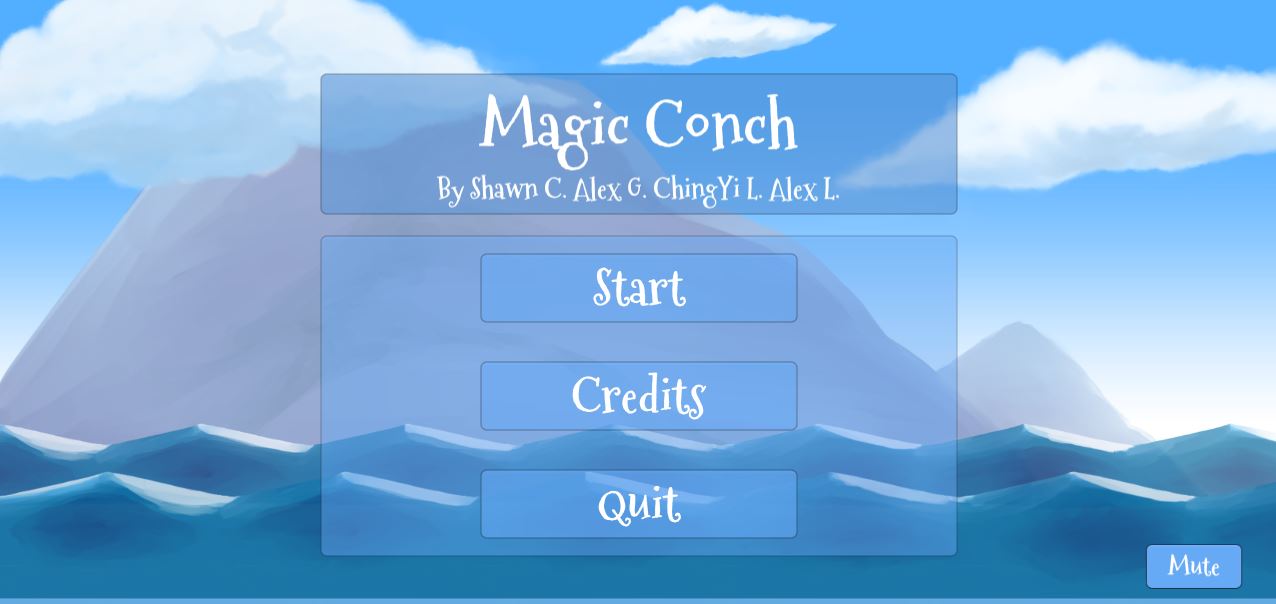 Magic Conch
By Shawn C. Alex G. ChingYi L. Alex L.
Start
Credits
Quit
Mute